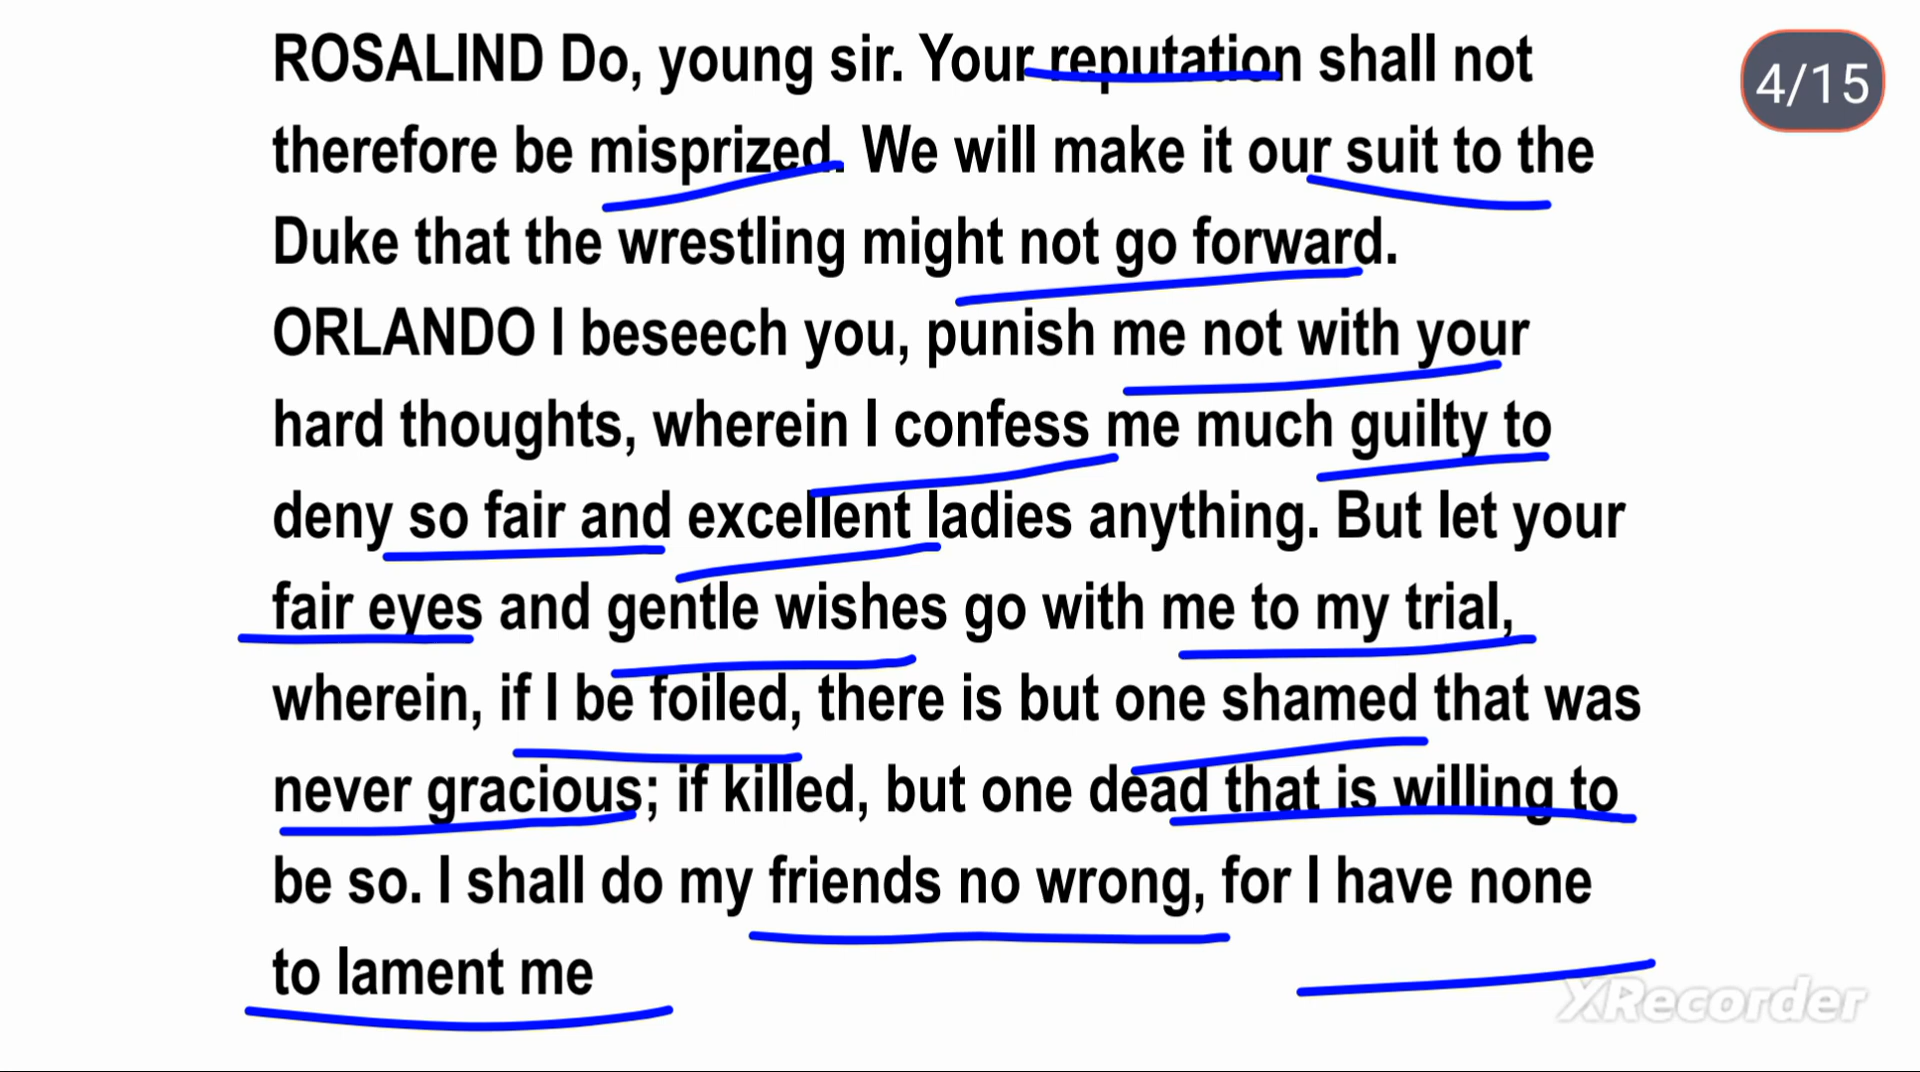 ROSALIND Do, young sir. Your reputation shall not
4/15
therefore be misprized. We will make it our suit to the
Duke that the wrestling might not go forward.
ORLANDO I beseech you, punish me not with your
hard thoughts, wherein I confess me much guilty to
deny so fair and excellent ladies anything. But let your
fair eyes and gentle wishes go with me to my trial,
wherein, if I be foiled, there is but one shamed that was
never gracious; if killed, but one dead that is willing to
be so. I shall do my friends no wrong, for I have none
to lament me
XRecorder